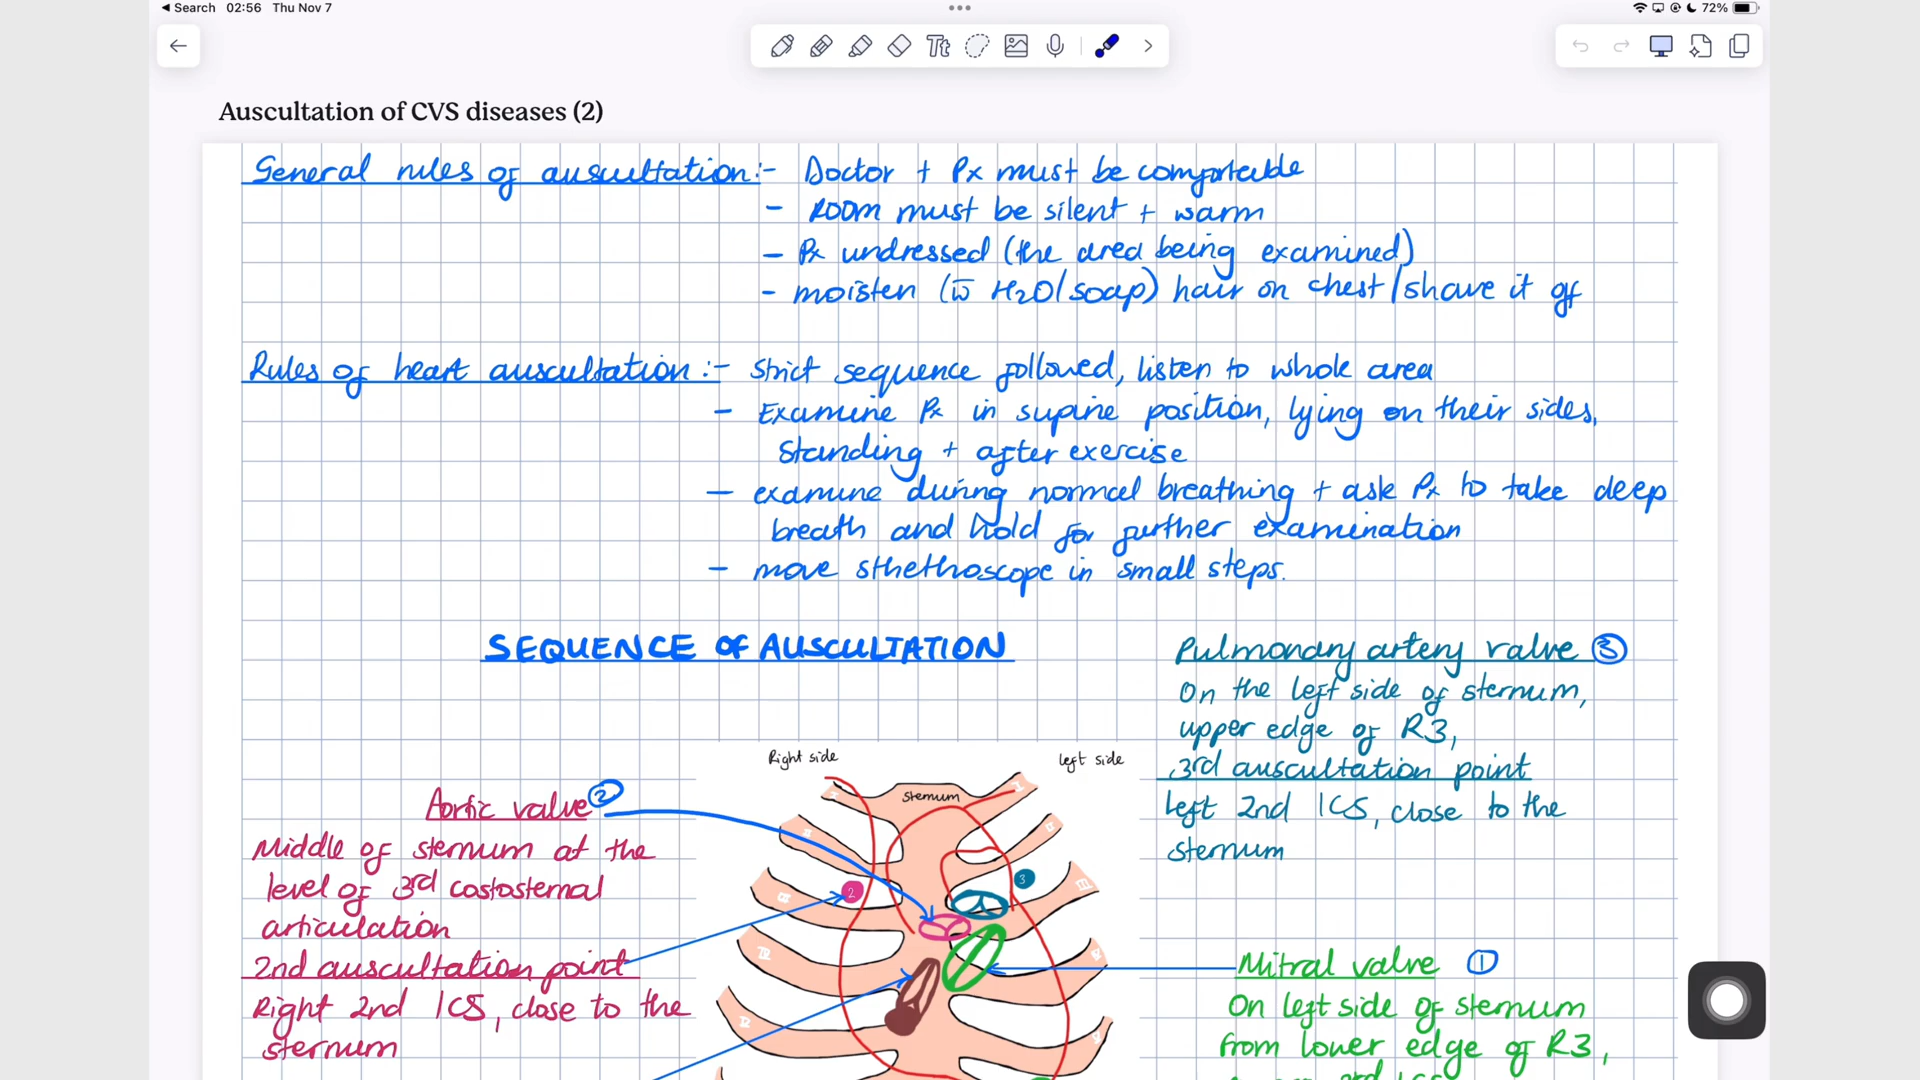 Search 02:56 Thu Nov 7
72%
Auscultation of CVS diseases (2)
General rules of auscultation:- Doctor + Px must be comfortable
- Room must be silent + warm
- Px undressed (the area being examined)
- moisten (w̄ H2O/soap) hair on chest/shave it off
Rules of heart auscultation:- Strict sequence followed, listen to whole area
- Examine Px in supine position, lying on their sides,
standing + after exercise
- examine during normal breathing + ask Px to take deep
breath and hold for further examination
- move sthethoscope in small steps.
SEQUENCE OF AUSCULTATION
Pulmonary artery valve 3
On the left side of sternum,
upper edge of R3,
3rd auscultation point
left 2nd ICS, close to the
sternum
Right side
left side
Sternum
Aortic valve 2
Middle of sternum at the
level of 3rd costosternal
articulation
2nd auscultation point
Right 2nd ICS, close to the
sternum
2
3
III
IV
Mitral valve 1
On left side of sternum
from lower edge of R3,